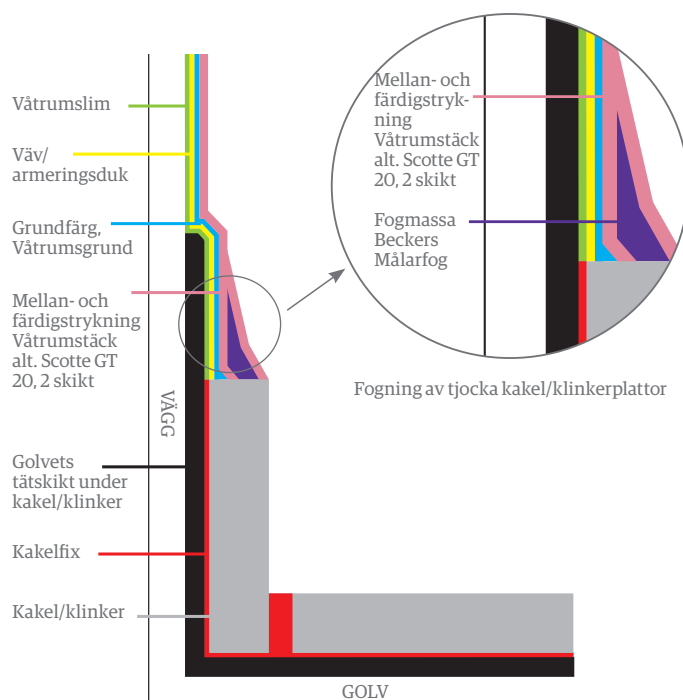 Våtrumslim
Väv/
armeringsduk
Grundfärg,
Våtrumsgrund
Mellan- och
färdigstrykning
Våtrumstäck
alt. Scotte GT
20, 2 skikt
VÄGG
Golvets
tätskikt under
kakel/klinker
Kakelfix
Kakel/klinker
GOLV
Mellan- och
färdigstryk-
ning
Våtrumstäck
alt. Scotte GT
20, 2 skikt
Fogmassa
Beckers
Målarfog
Fogning av tjocka kakel/klinkerplattor